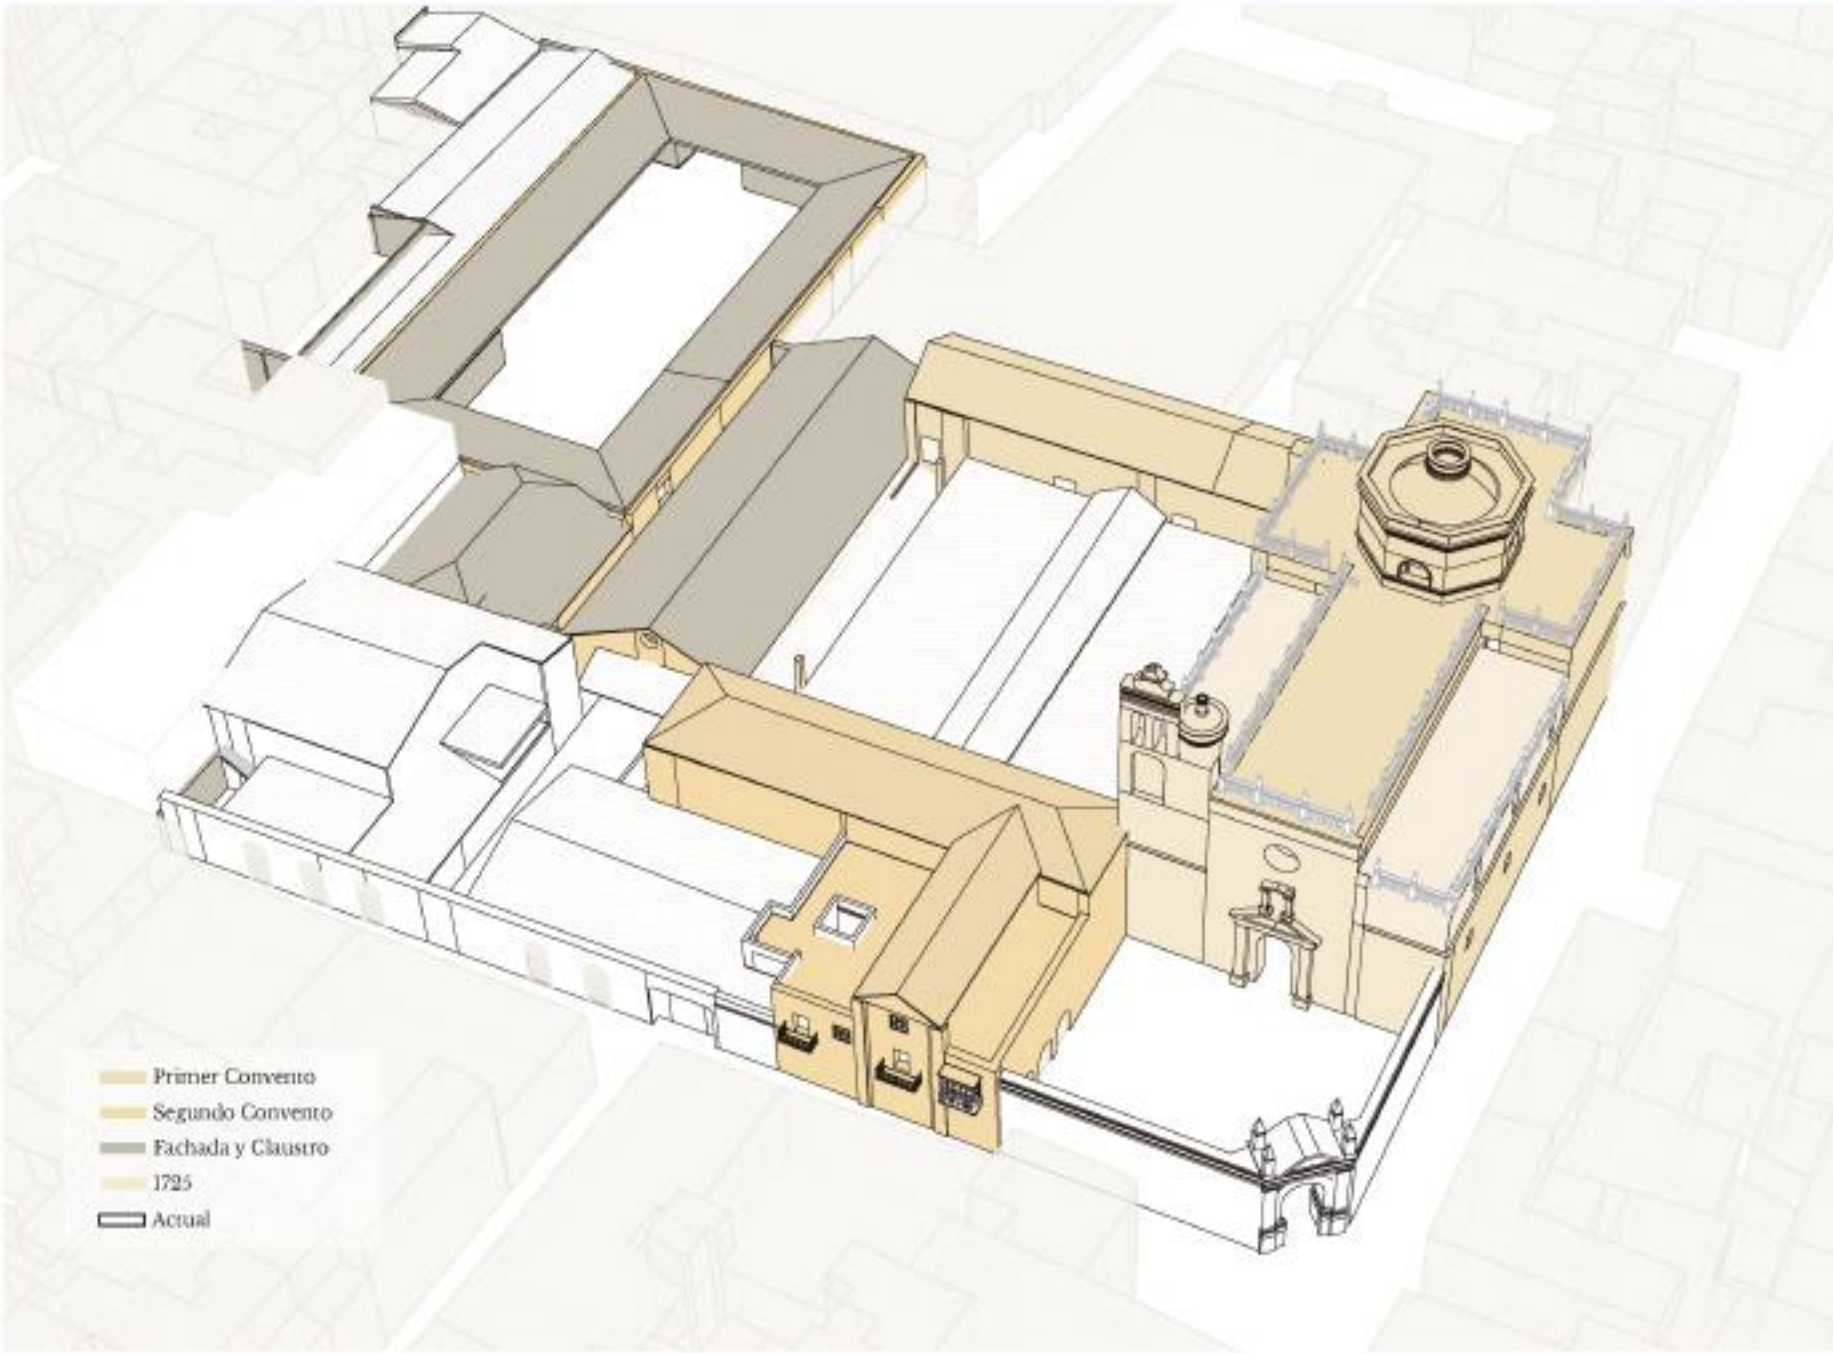 Primer Convento
Segundo Convento
Fachada y Claustro
1725
Actual